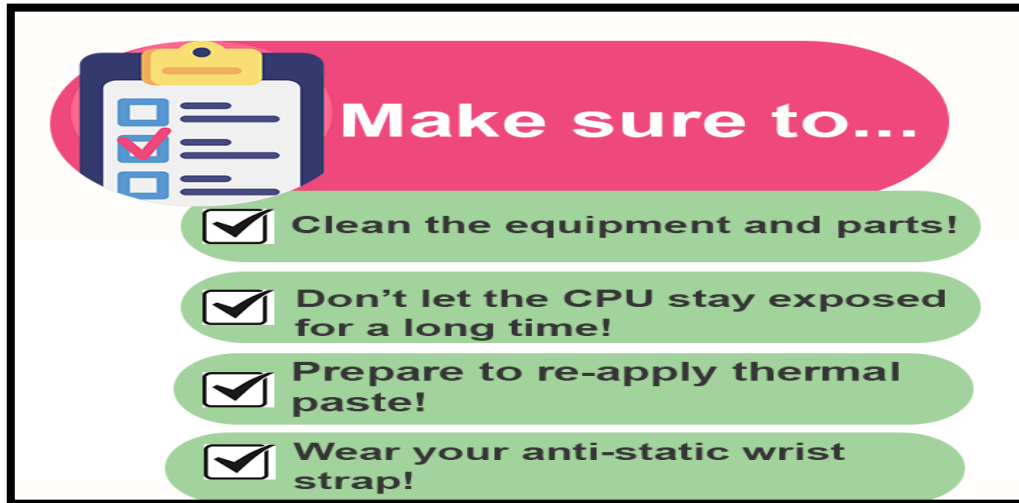 Make sure to...
Clean the equipment and parts!
Don’t let the CPU stay exposed
for a long time!
Prepare to re-apply thermal
paste!
Wear your anti-static wrist
strap!